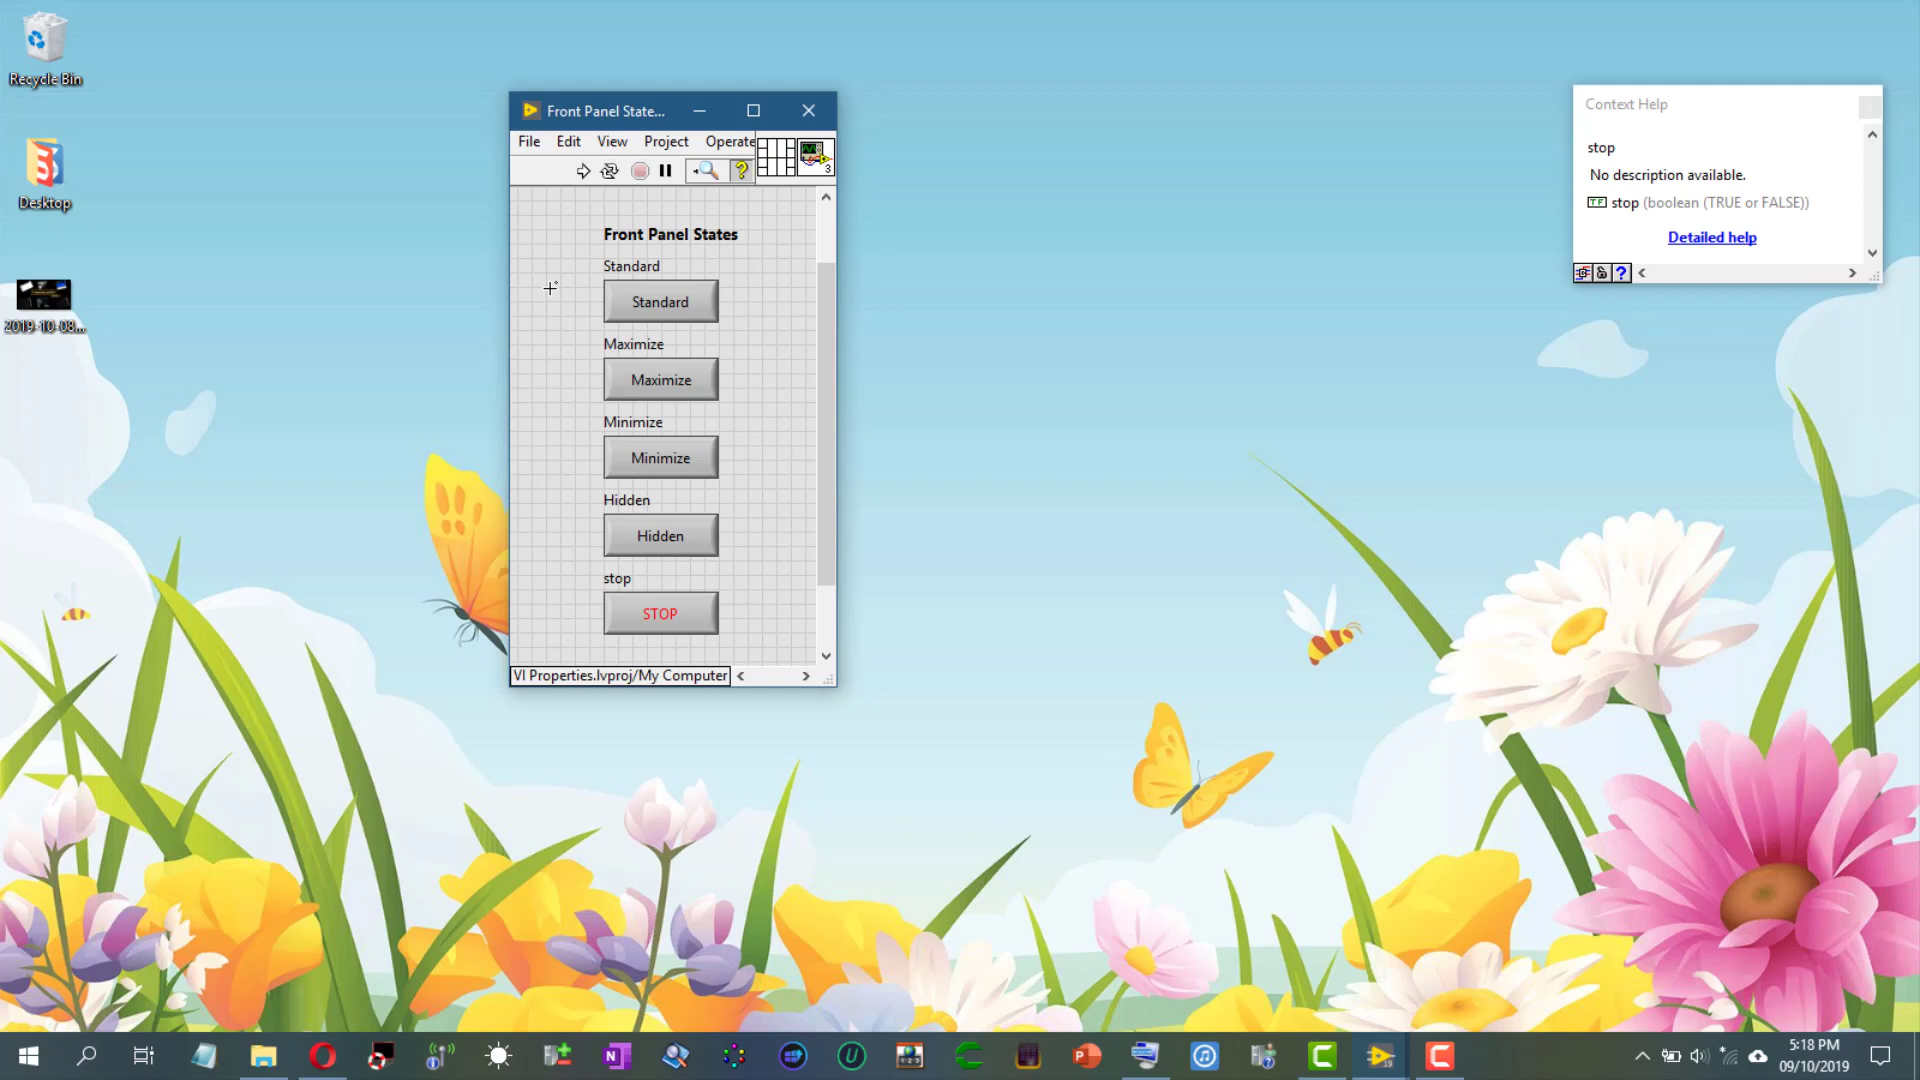 Recycle Bin
Desktop
2019-10-08...
Front Panel State...
File Edit View Project Operate
3
Front Panel States
Standard
Standard
Maximize
Maximize
Minimize
Minimize
Hidden
Hidden
stop
STOP
VI Properties.lvproj/My Computer
Context Help
stop
No description available.
TF stop (boolean (TRUE or FALSE))
Detailed help
5:18 PM
09/10/2019